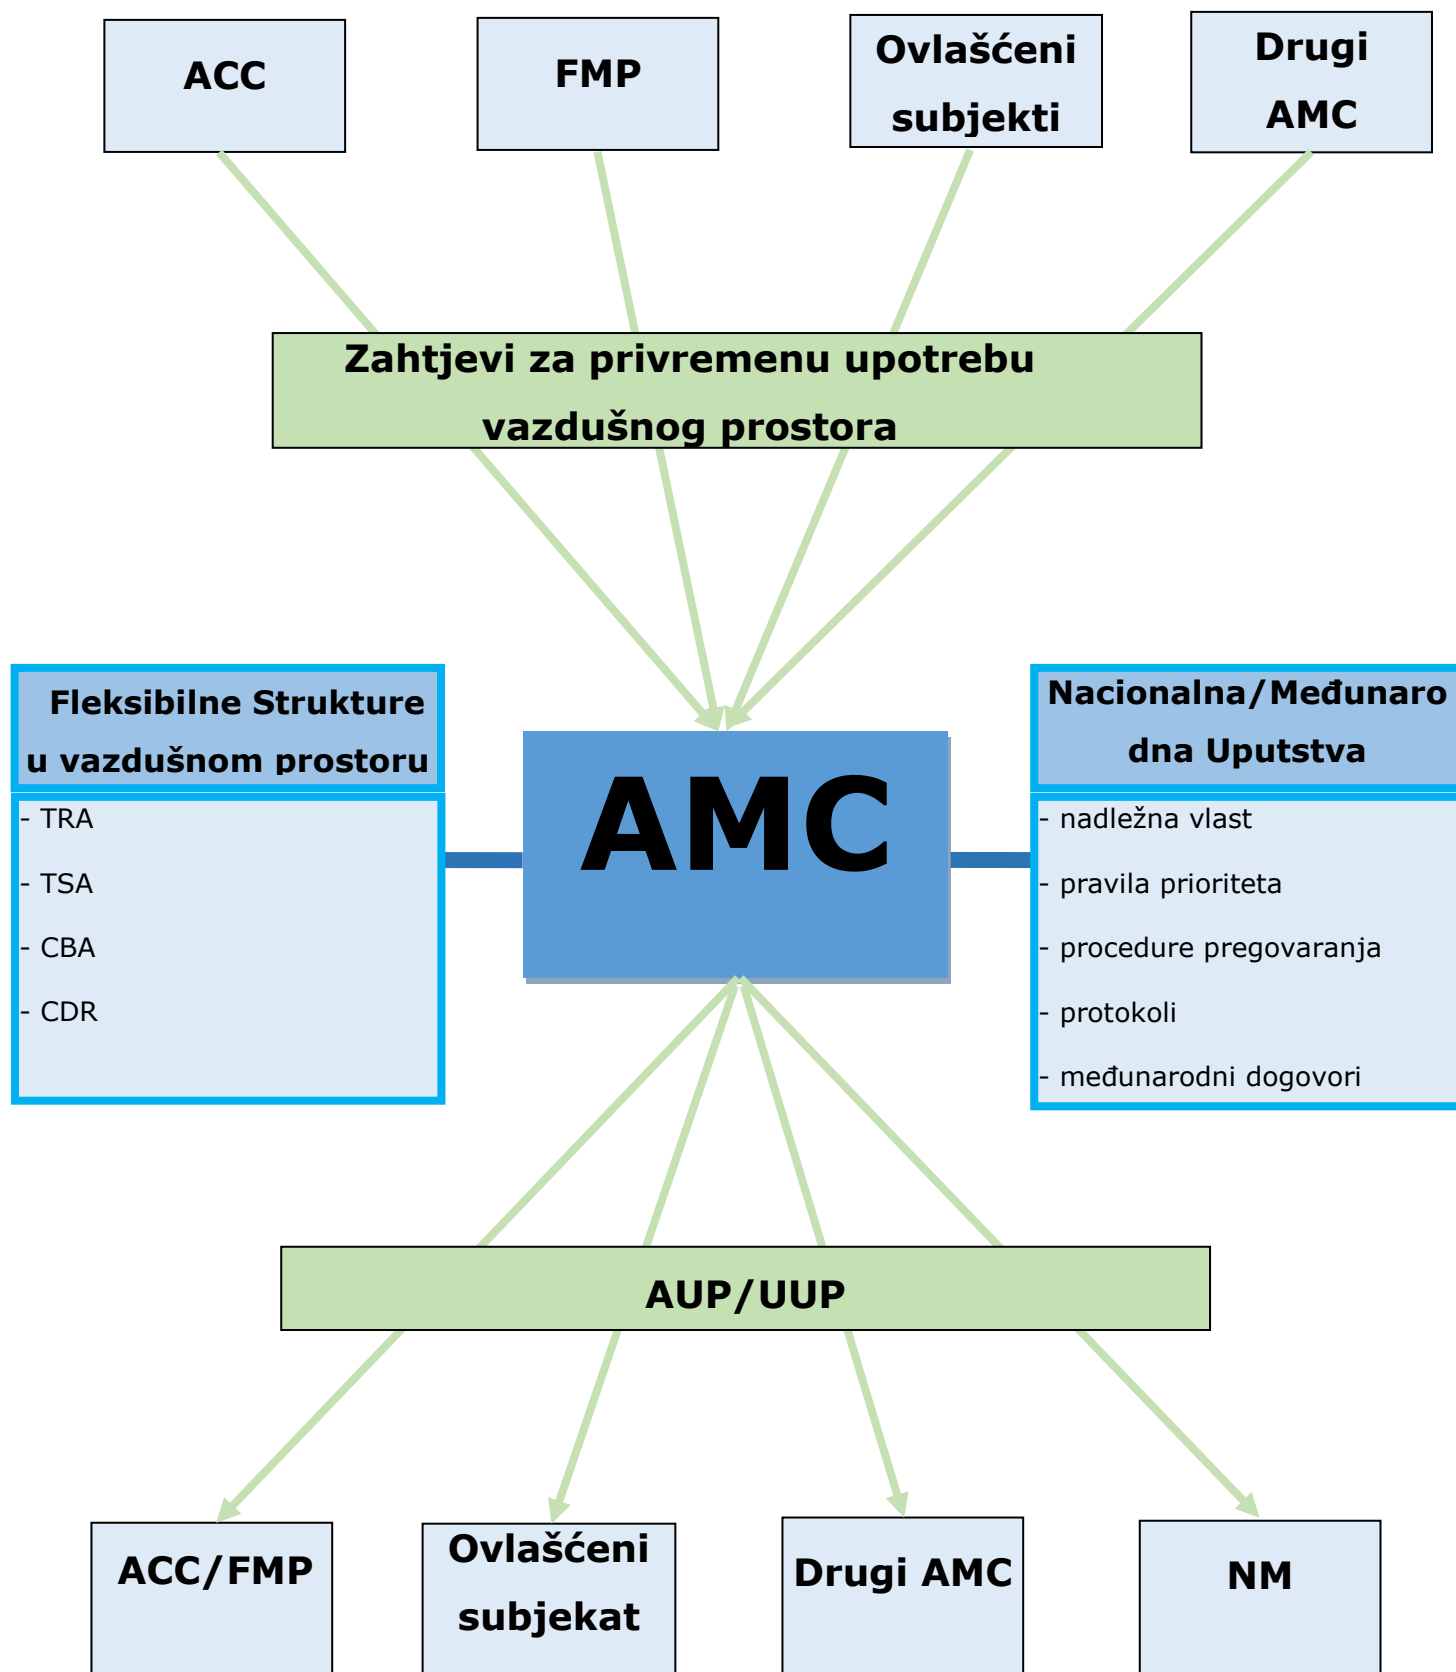 ACC
FMP
Ovlašćeni
subjekti
Drugi
AMC
Zahtjevi za privremenu upotrebu
vazdušnog prostora
Fleksibilne Strukture
u vazdušnom prostoru
- TRA
- TSA
- CBA
- CDR
AMC
Nacionalna/Međunaro
dna Uputstva
- nadležna vlast
- pravila prioriteta
- procedure pregovaranja
- protokoli
- međunarodni dogovori
AUP/UUP
ACC/FMP
Ovlašćeni
subjekat
Drugi AMC
NM